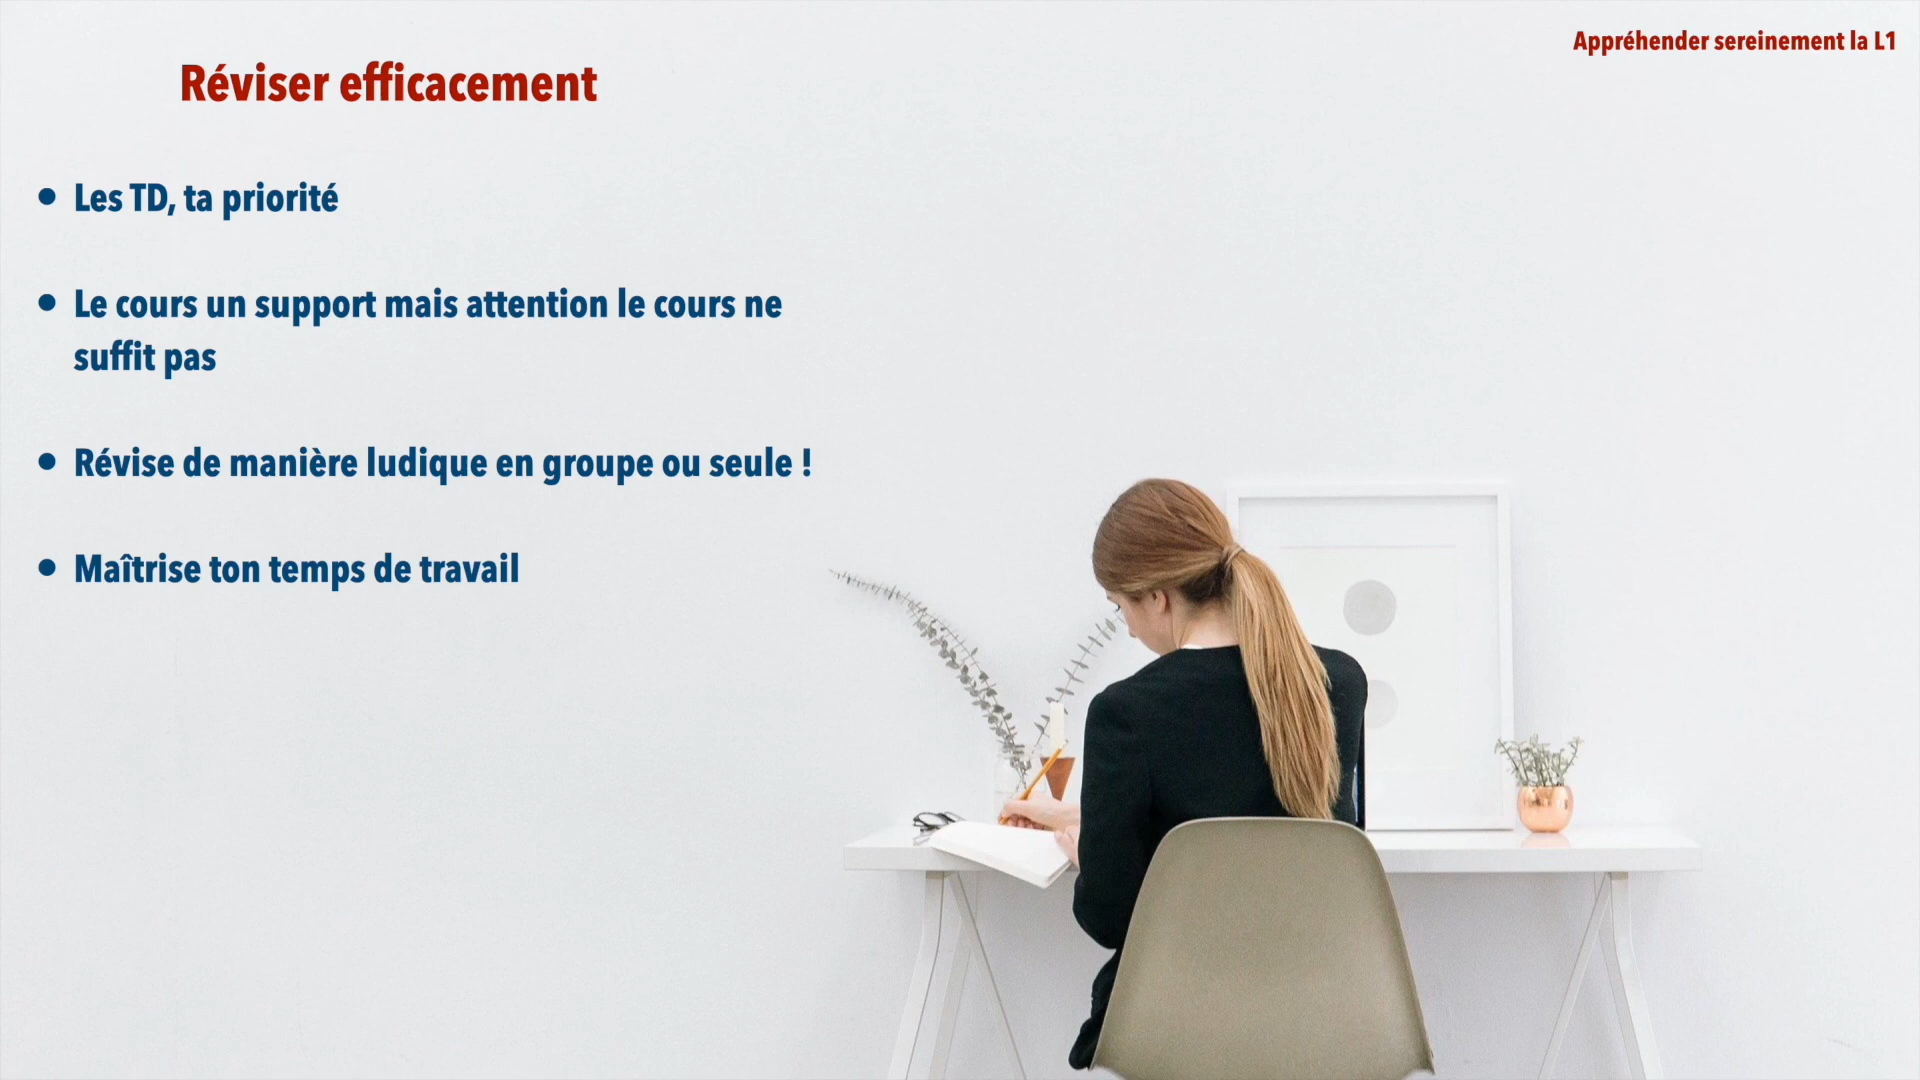 Appréhender sereinement la L1
Réviser efficacement
• Les TD, ta priorité
• Le cours un support mais attention le cours ne
suffit pas
• Révise de manière ludique en groupe ou seule !
• Maîtrise ton temps de travail